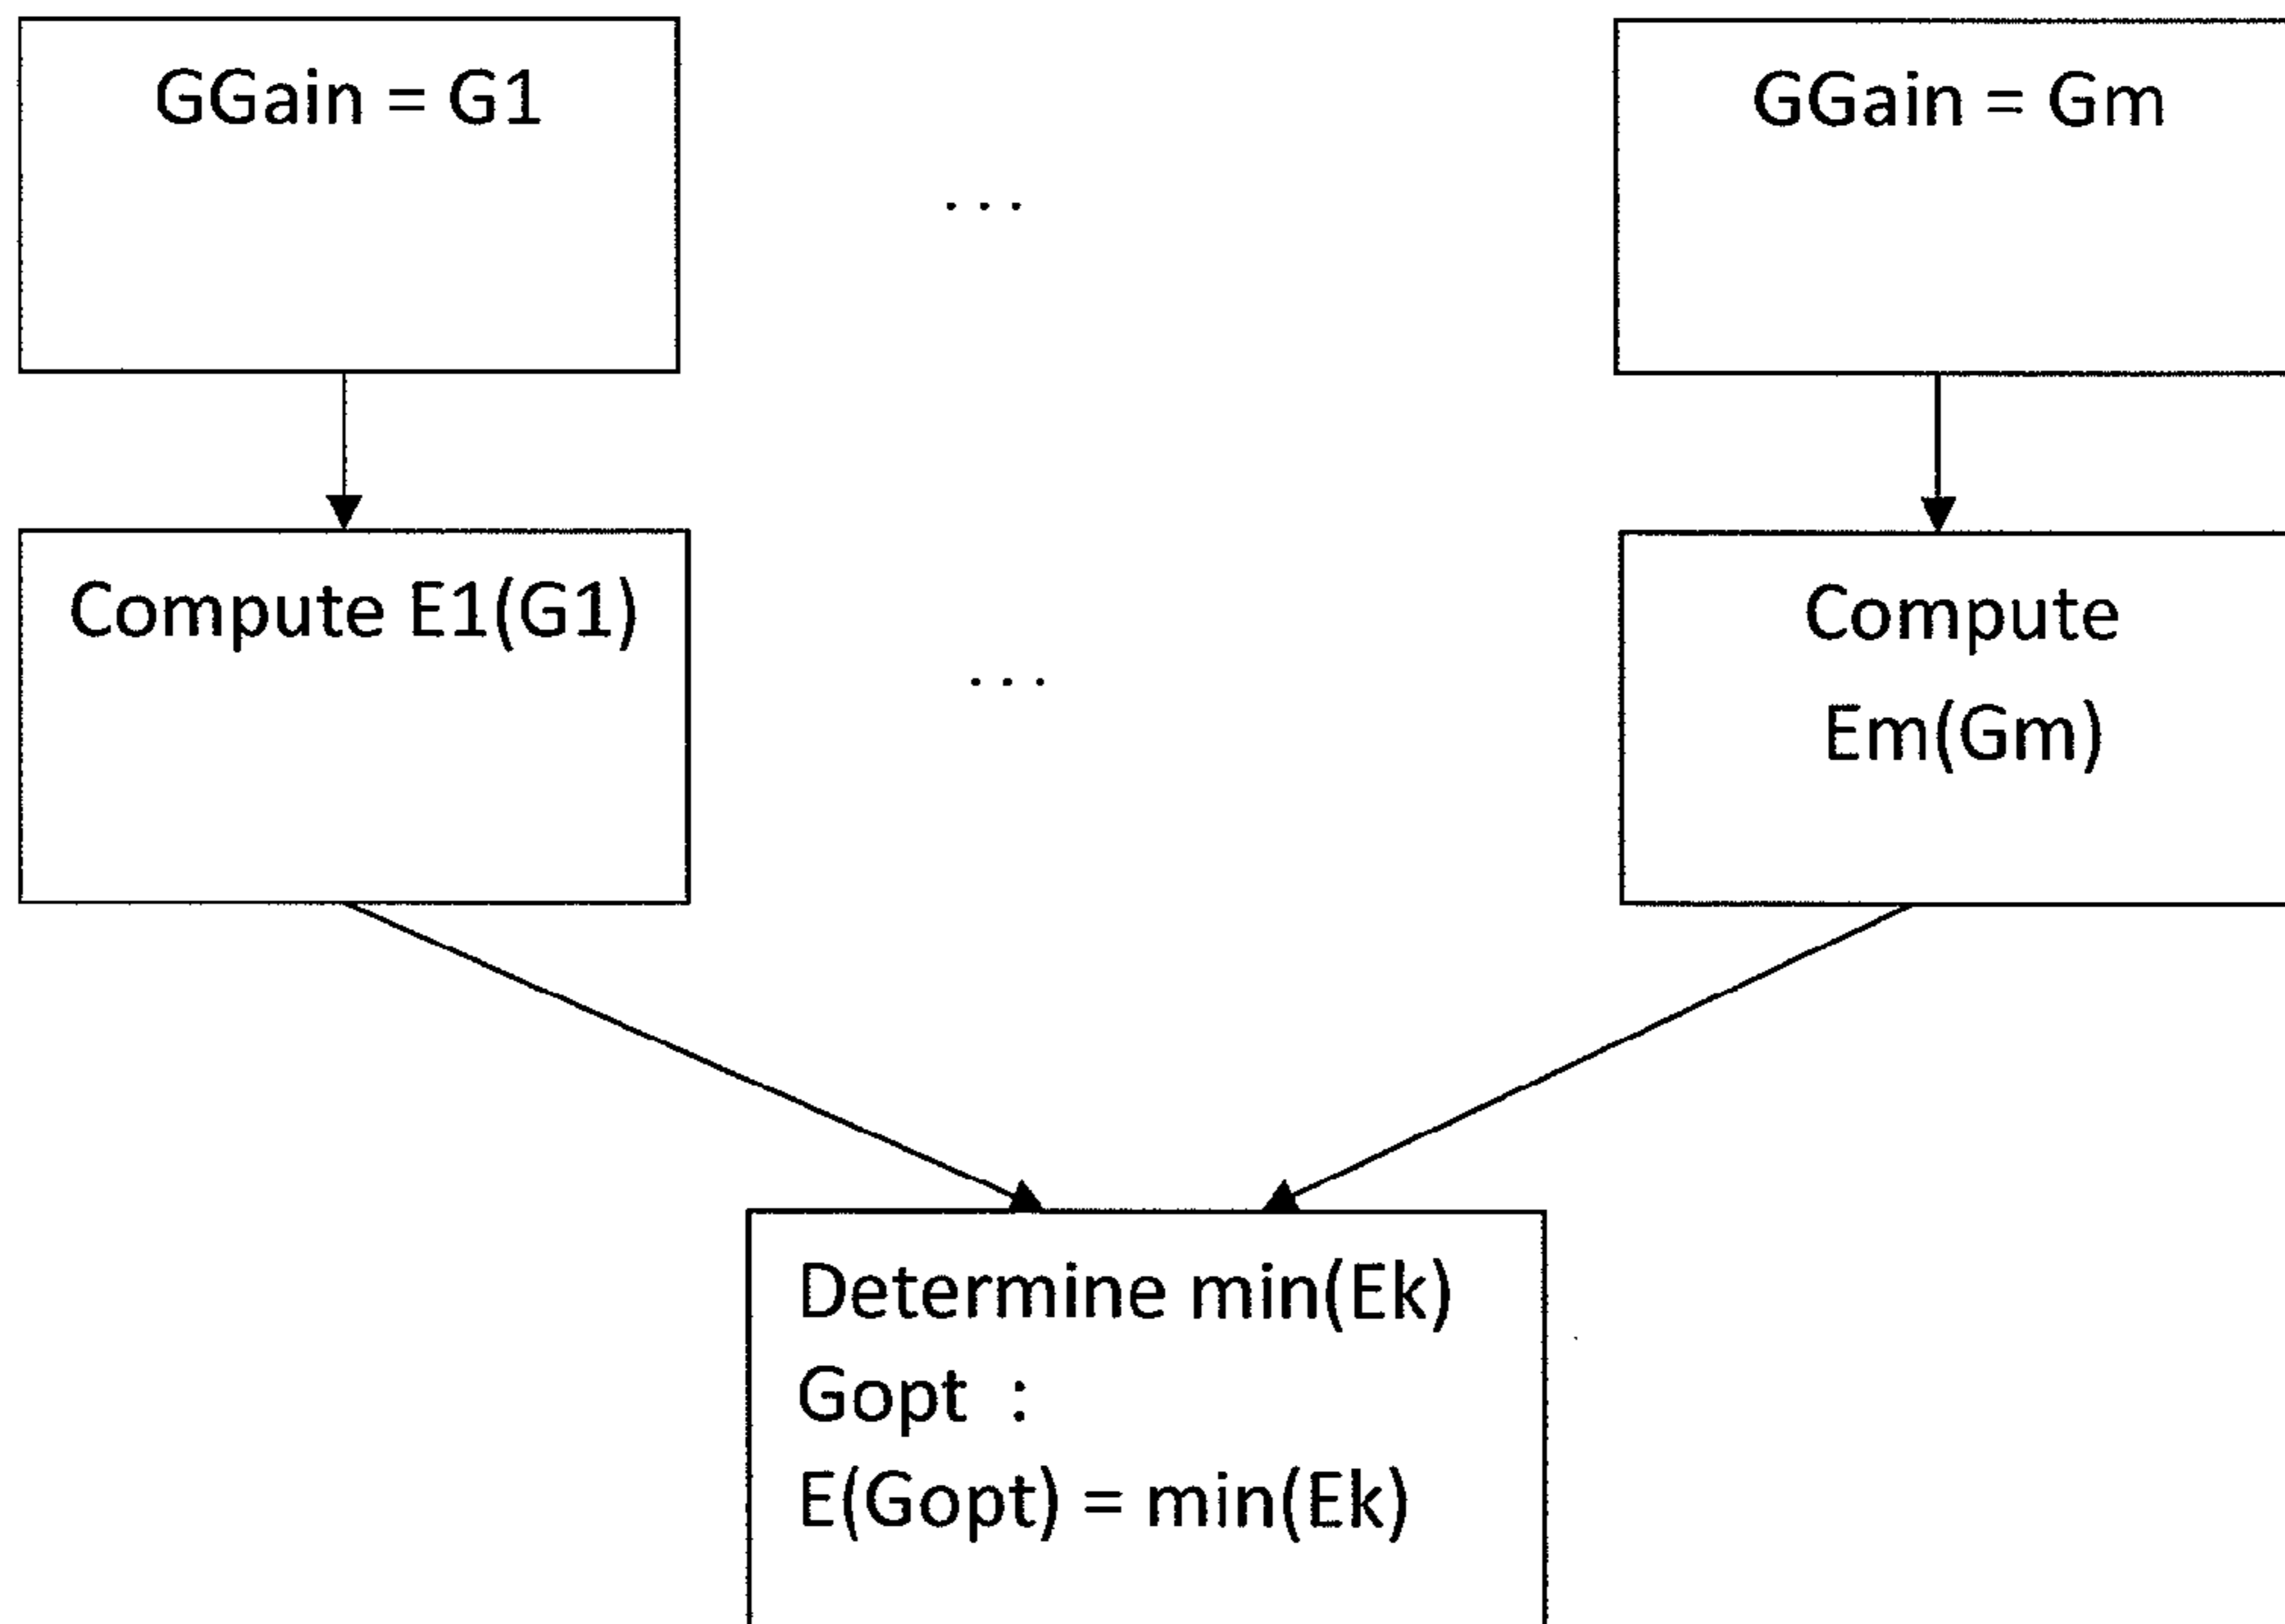 GGain = G1
...
GGain = Gm
Compute E1(G1)
...
Compute
Em(Gm)
Determine min(Ek)
Gopt :
E(Gopt) = min(Ek)